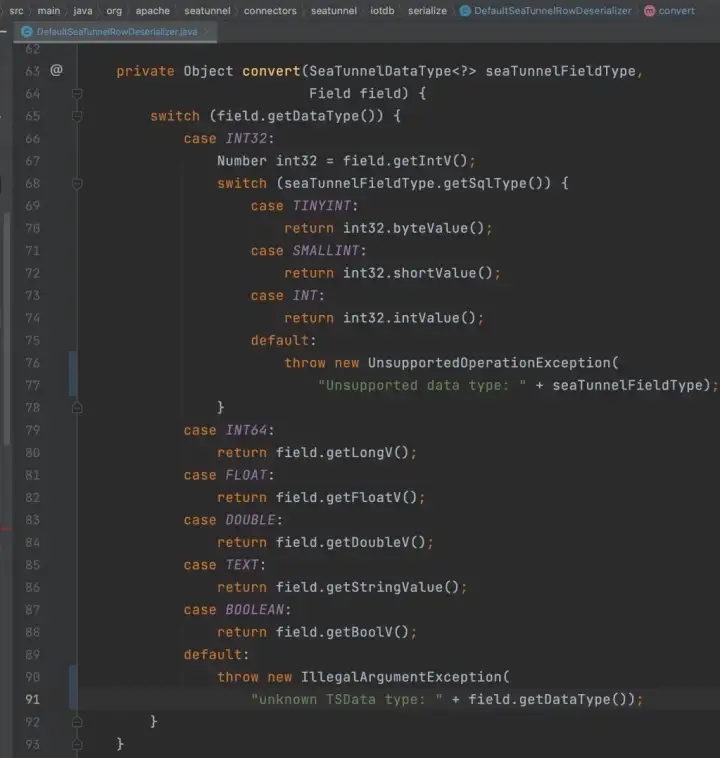 src main java org apache seatunnel connectors seatunnel iotdb serialize DefaultSeaTunnelRowDeserializer convert
DefaultSeaTunnelRowDeserializer.java
62
63 @ private Object convert(SeaTunnelDataType<?> seaTunnelFieldType,
64 Field field) {
65 switch (field.getDataType()) {
66 case INT32:
67 Number int32 = field.getIntV();
68 switch (seaTunnelFieldType.getSqlType()) {
69 case TINYINT:
70 return int32.byteValue();
71 case SMALLINT:
72 return int32.shortValue();
73 case INT:
74 return int32.intValue();
75 default:
76 throw new UnsupportedOperationException(
77 "Unsupported data type: " + seaTunnelFieldType);
78 }
79 case INT64:
80 return field.getLongV();
81 case FLOAT:
82 return field.getFloatV();
83 case DOUBLE:
84 return field.getDoubleV();
85 case TEXT:
86 return field.getStringValue();
87 case BOOLEAN:
88 return field.getBoolV();
89 default:
90 throw new IllegalArgumentException(
91 "unknown TSData type: " + field.getDataType());
92 }
93 }